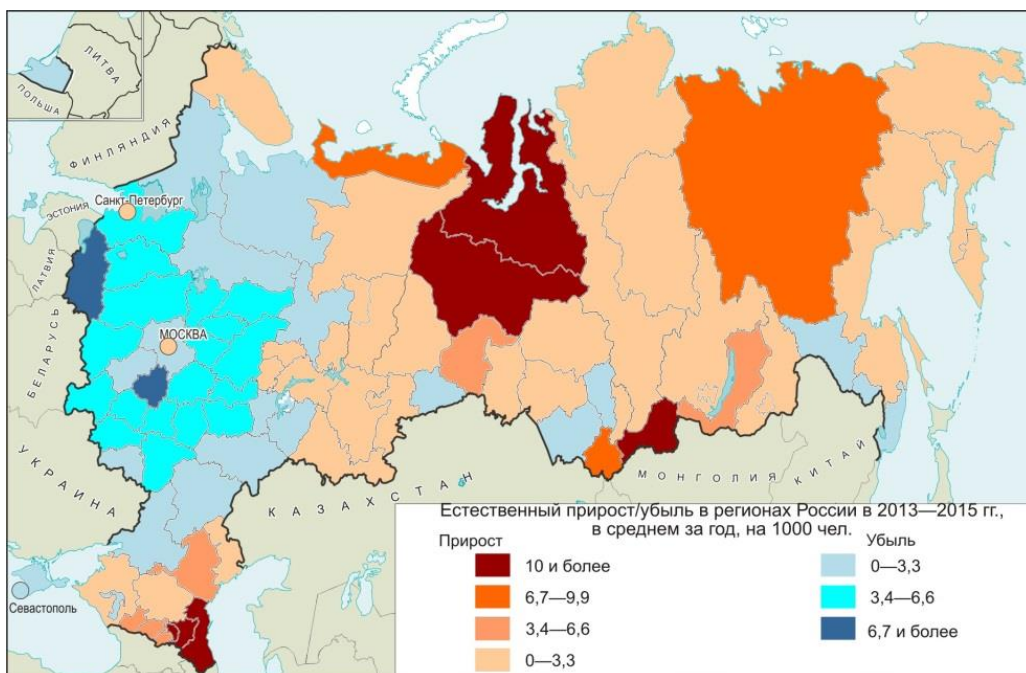 ЛИТВА
ПОЛЬША
ФИНЛЯНДИЯ
ЭСТОНИЯ
Санкт-Петербург
ЛАТВИЯ
БЕЛАРУСЬ
МОСКВА
УКРАИНА
КАЗАХСТАН
МОНГОЛИЯ
КИТАЙ
Севастополь
Естественный прирост/убыль в регионах России в 2013—2015 гг.,
в среднем за год, на 1000 чел.
Прирост
10 и более
6,7—9,9
3,4—6,6
0—3,3
Убыль
0—3,3
3,4—6,6
6,7 и более